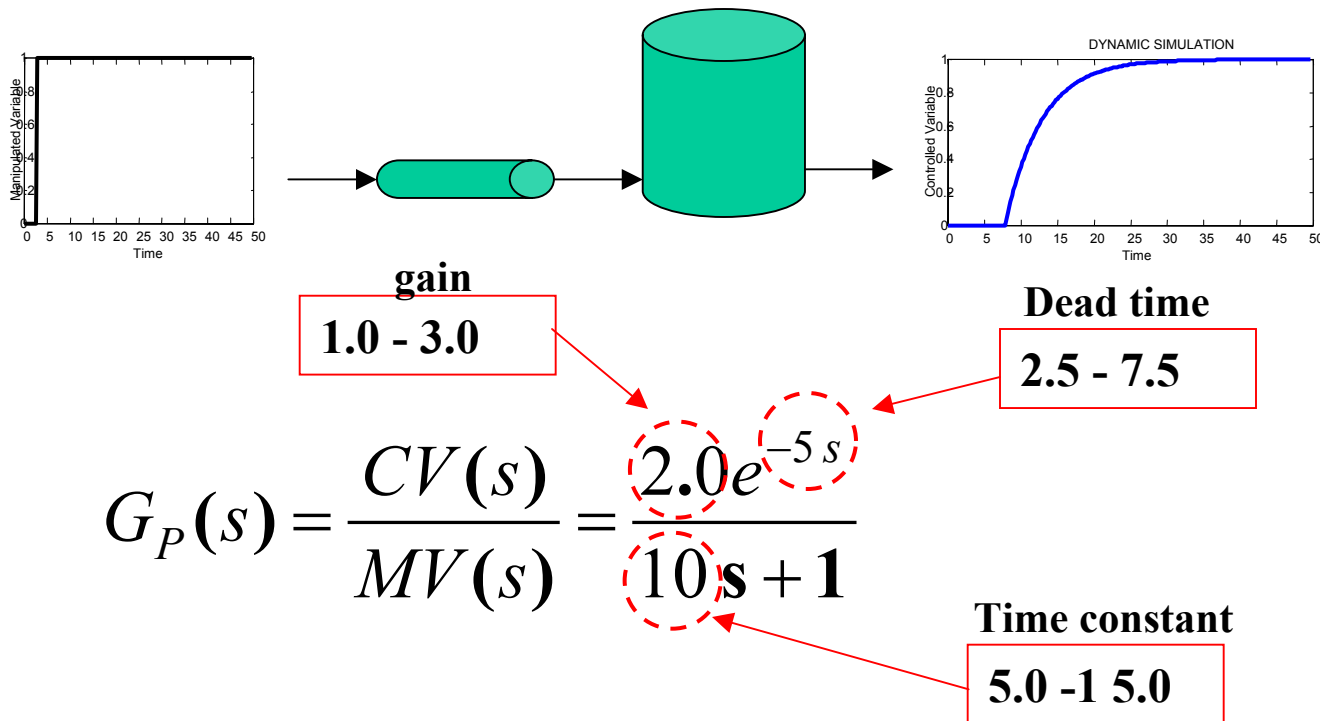 DYNAMIC SIMULATION
1
0.8
0.6
0.4
0.2
0
Manipulated Variable
0 5 10 15 20 25 30 35 40 45 50
Time
1
0.8
0.6
0.4
0.2
0
Controlled Variable
0 5 10 15 20 25 30 35 40 45 50
Time
gain
1.0 - 3.0
Dead time
2.5 - 7.5
G_P(s) = CV(s) / MV(s) = 2.0e^{-5 s} / 10s + 1
Time constant
5.0 -1 5.0